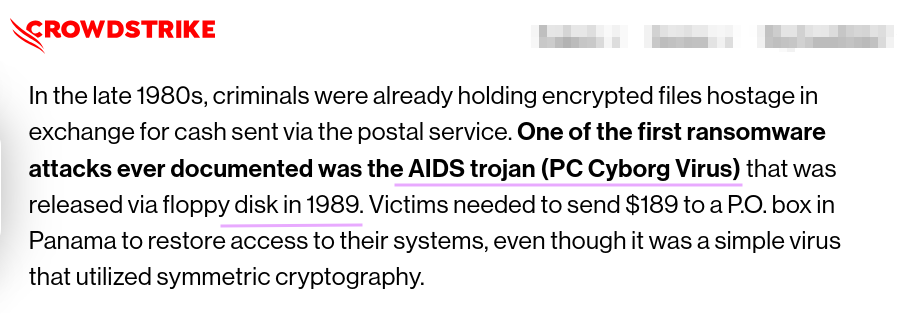 CROWDSTRIKE
In the late 1980s, criminals were already holding encrypted files hostage in
exchange for cash sent via the postal service. One of the first ransomware
attacks ever documented was the AIDS trojan (PC Cyborg Virus) that was
released via floppy disk in 1989. Victims needed to send $189 to a P.O. box in
Panama to restore access to their systems, even though it was a simple virus
that utilized symmetric cryptography.